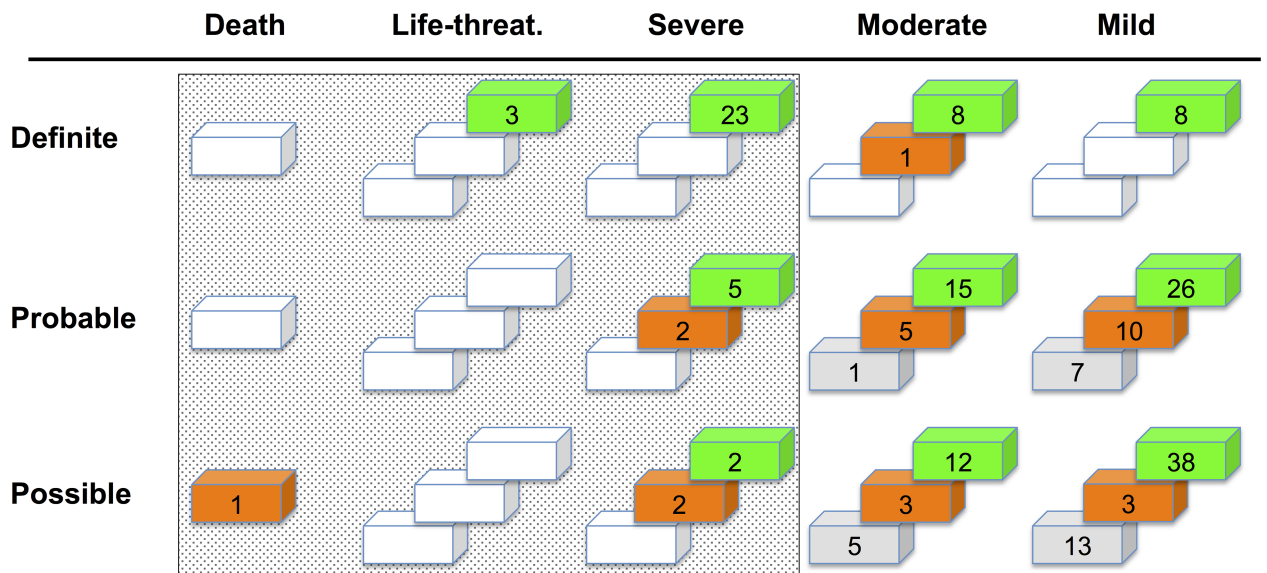 Death Life-threat. Severe Moderate Mild
3 23 8 8
Definite
1
5 15 26
Probable
2 5 10
1 7
2 12 38
Possible
1 2 3 3
5 13